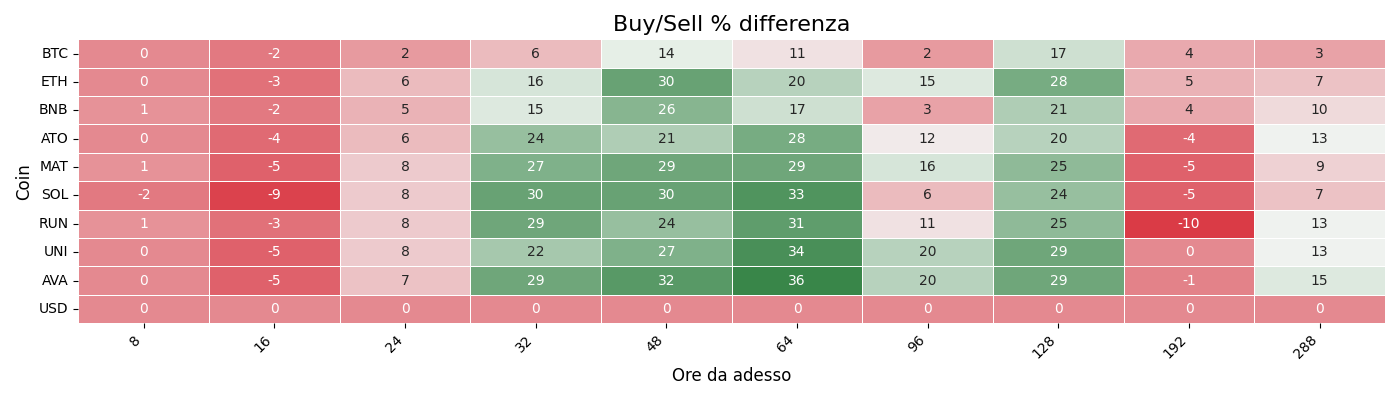 Buy/Sell % differenza
BTC 0 -2 2 6 14 11 2 17 4 3
ETH 0 -3 6 16 30 20 15 28 5 7
BNB 1 -2 5 15 26 17 3 21 4 10
ATO 0 -4 6 24 21 28 12 20 -4 13
MAT 1 -5 8 27 29 29 16 25 -5 9
SOL -2 -9 8 30 30 33 6 24 -5 7
RUN 1 -3 8 29 24 31 11 25 -10 13
UNI 0 -5 8 22 27 34 20 29 0 13
AVA 0 -5 7 29 32 36 20 29 -1 15
USD 0 0 0 0 0 0 0 0 0 0
Coin
8 16 24 32 48 64 96 128 192 288
Ore da adesso